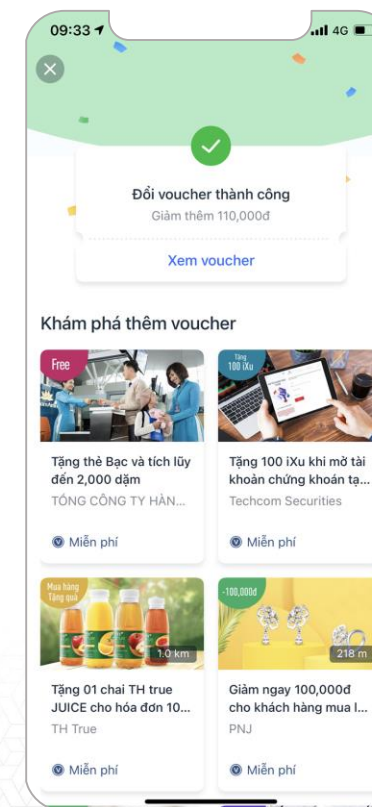 09:33
4G
Đổi voucher thành công
Giảm thêm 110,000đ
Xem voucher
Khám phá thêm voucher
Free
Tặng thẻ Bạc và tích lũy
đến 2,000 dặm
TỔNG CÔNG TY HÀN...
Miễn phí
Tặng
100 iXu
Tặng 100 iXu khi mở tài
khoản chứng khoán tạ...
Techcom Securities
Miễn phí
Mua hàng
Tặng quà
1.0 km
Tặng 01 chai TH true
JUICE cho hóa đơn 10...
TH True
Miễn phí
-100,000đ
218 m
Giảm ngay 100,000đ
cho khách hàng mua l...
PNJ
Miễn phí